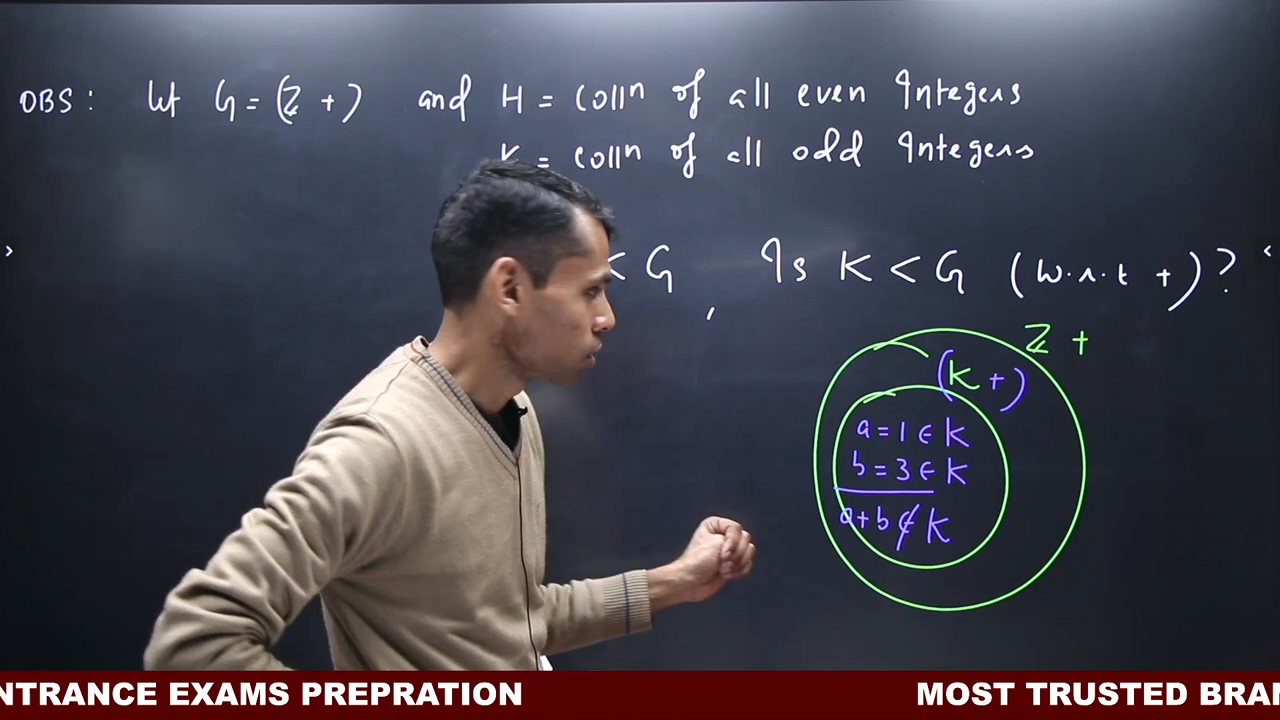 OBS: Let G = (ℤ +) and H = collⁿ of all even Integers
K = collⁿ of all odd Integers
< G , Is K < G (w.r.t +)?
ℤ +
(K +)
a = 1 ∈ K
b = 3 ∈ K
a+b ∉ K
NTRANCE EXAMS PREPRATION MOST TRUSTED BRAN